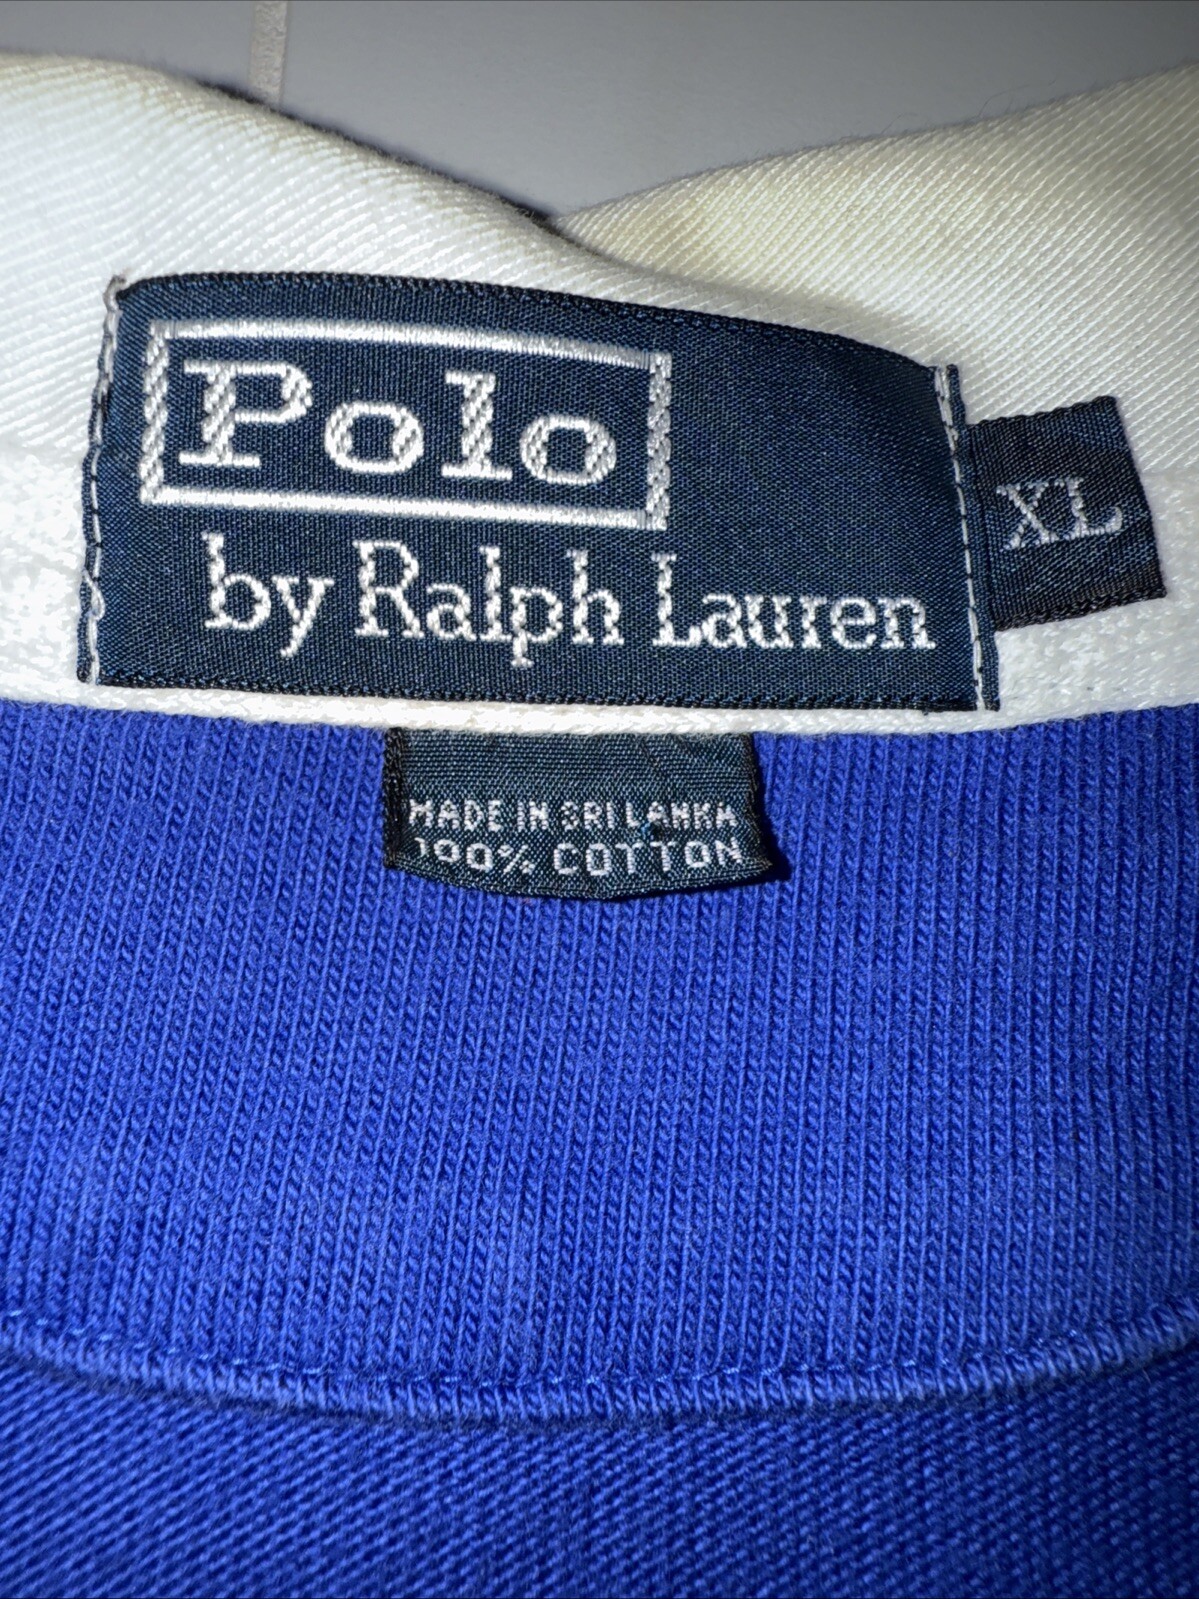 Polo
by Ralph Lauren
XL
MADE IN SRI LANKA
100% COTTON